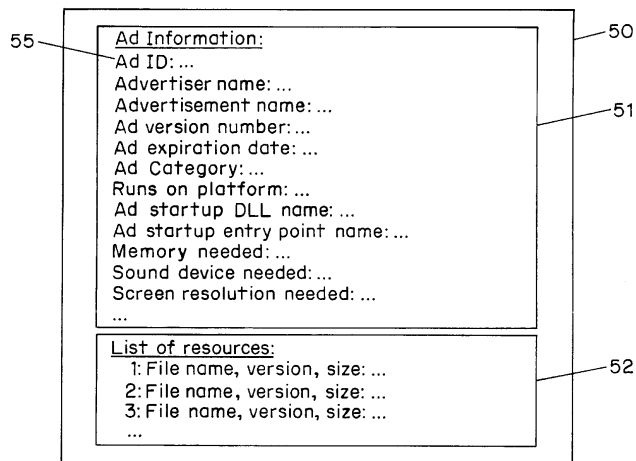 50
55
Ad Information:
Ad ID: ...
Advertiser name: ...
Advertisement name: ...
51
Ad version number: ...
Ad expiration date: ...
Ad Category: ...
Runs on platform: ...
Ad startup DLL name: ...
Ad startup entry point name: ...
Memory needed: ...
Sound device needed: ...
Screen resolution needed: ...
...
List of resources:
52
1: File name, version, size: ...
2: File name, version, size: ...
3: File name, version, size: ...
...